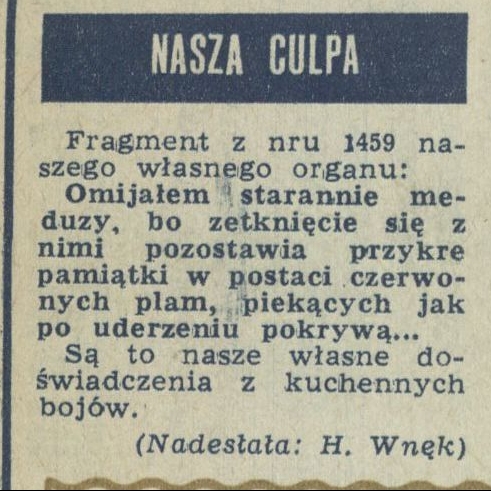 NASZA CULPA
Fragment z nru 1459 na-
szego własnego organu:
Omijałem starannie me-
duzy, bo zetknięcie się z
nimi pozostawia przykre
pamiątki w postaci czerwo-
nych plam, piekących jak
po uderzeniu pokrywą...
Są to nasze własne do-
świadczenia z kuchennych
bojów.
(Nadesłała: H. Wnęk)